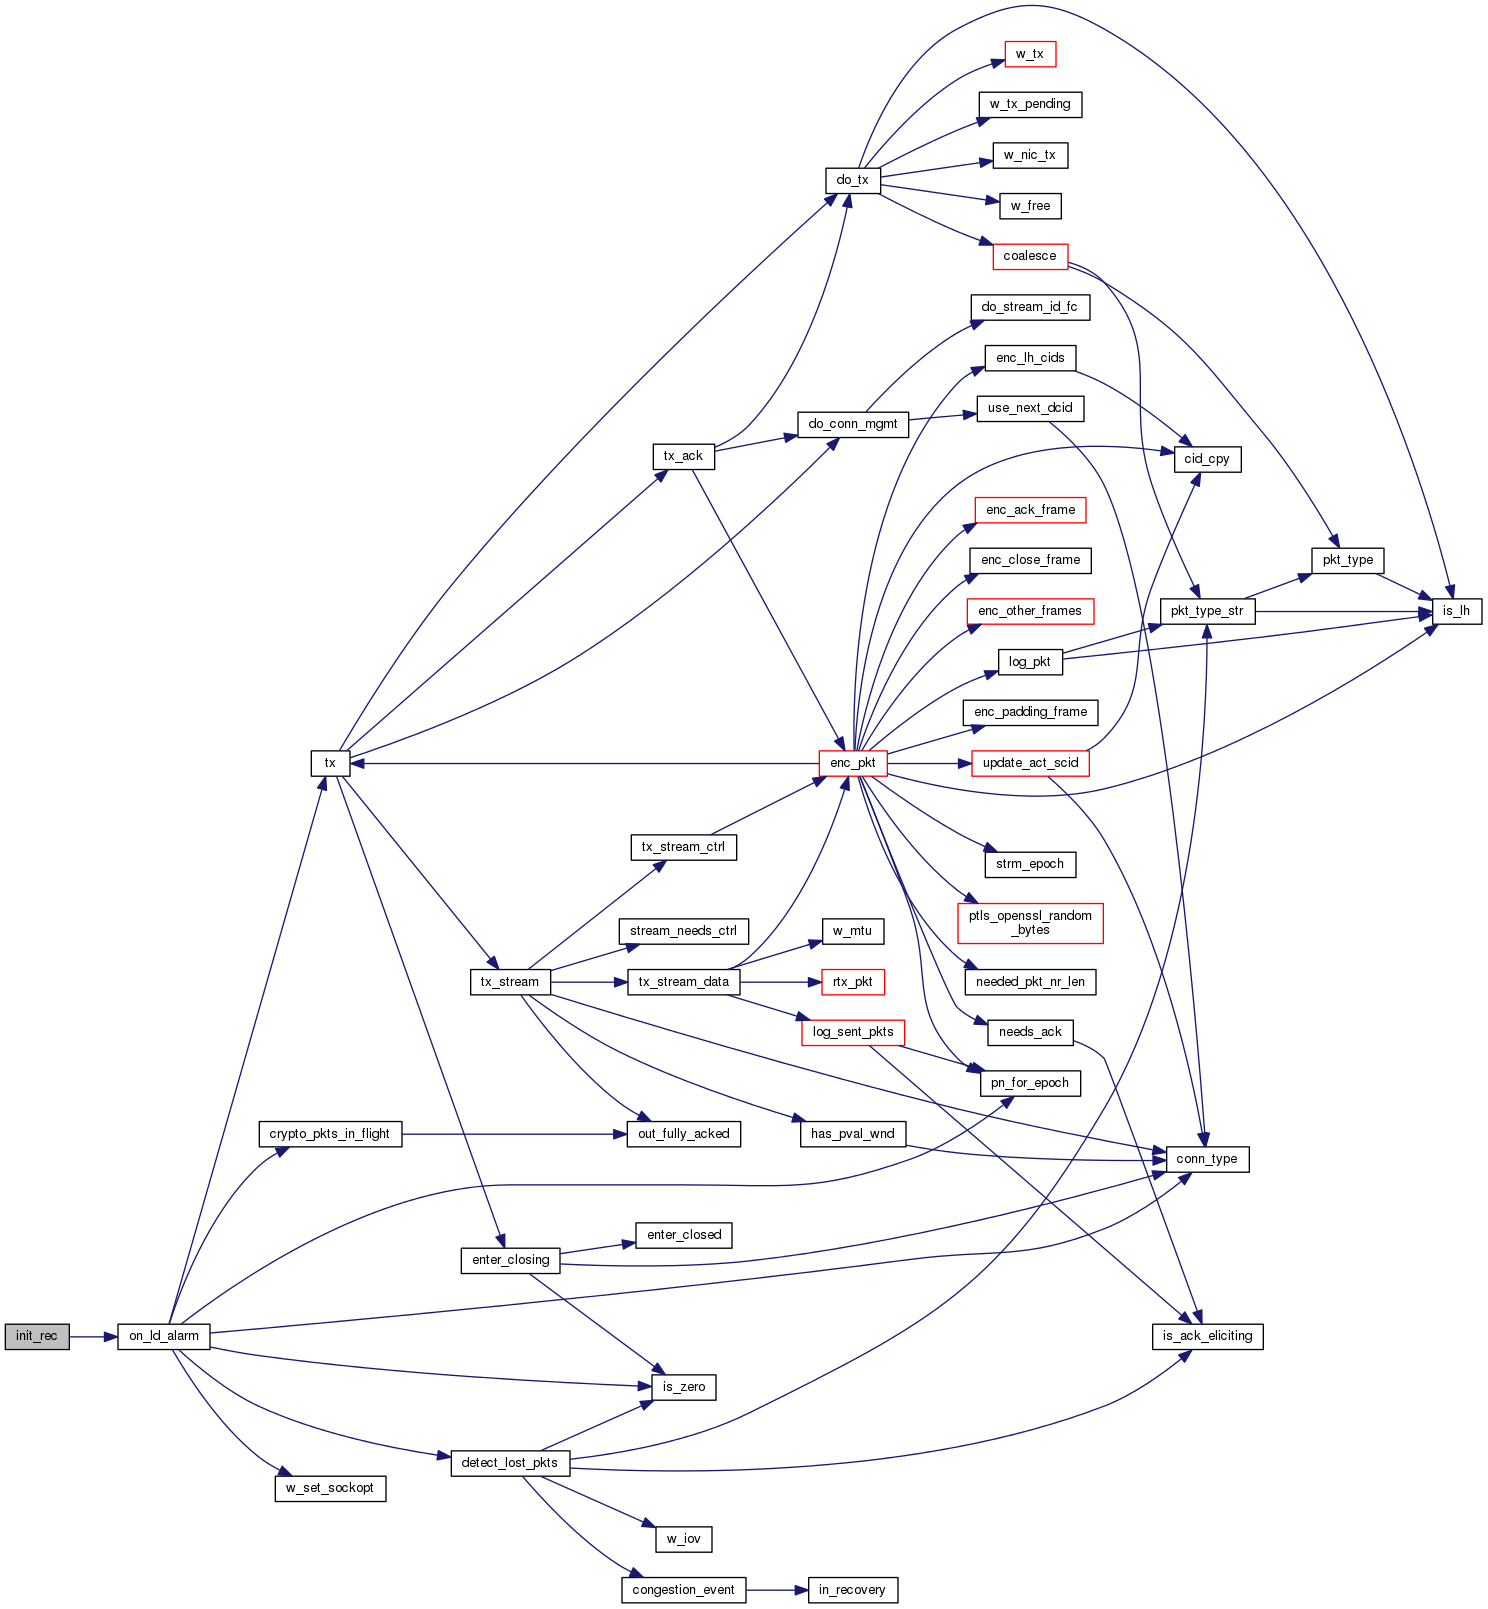 w_tx
w_tx_pending
w_nic_tx
do_tx
w_free
coalesce
do_stream_id_fc
enc_lh_cids
use_next_dcid
do_conn_mgmt
tx_ack
cid_cpy
enc_ack_frame
enc_close_frame
pkt_type
enc_other_frames
pkt_type_str
is_lh
log_pkt
enc_padding_frame
tx
enc_pkt
update_act_scid
tx_stream_ctrl
strm_epoch
ptls_openssl_random
_bytes
stream_needs_ctrl
w_mtu
tx_stream
tx_stream_data
rtx_pkt
needed_pkt_nr_len
log_sent_pkts
needs_ack
pn_for_epoch
crypto_pkts_in_flight
out_fully_acked
has_pval_wnd
conn_type
enter_closed
enter_closing
init_rec
on_ld_alarm
is_ack_eliciting
is_zero
detect_lost_pkts
w_set_sockopt
w_iov
congestion_event
in_recovery